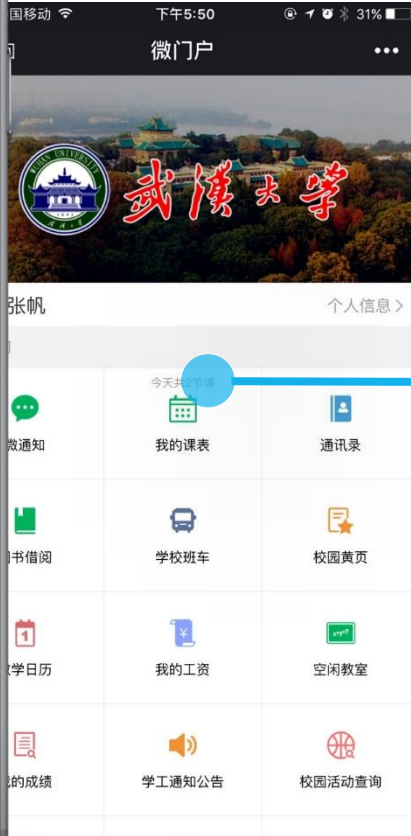 国移动 下午5:50 31%
微门户
WUHAN UNIVERSITY
武漢大學
张帆 个人信息
今天共2节课
微通知 我的课表 通讯录
书借阅 学校班车 校园黄页
1
学日历 我的工资 空闲教室
的成绩 学工通知公告 校园活动查询